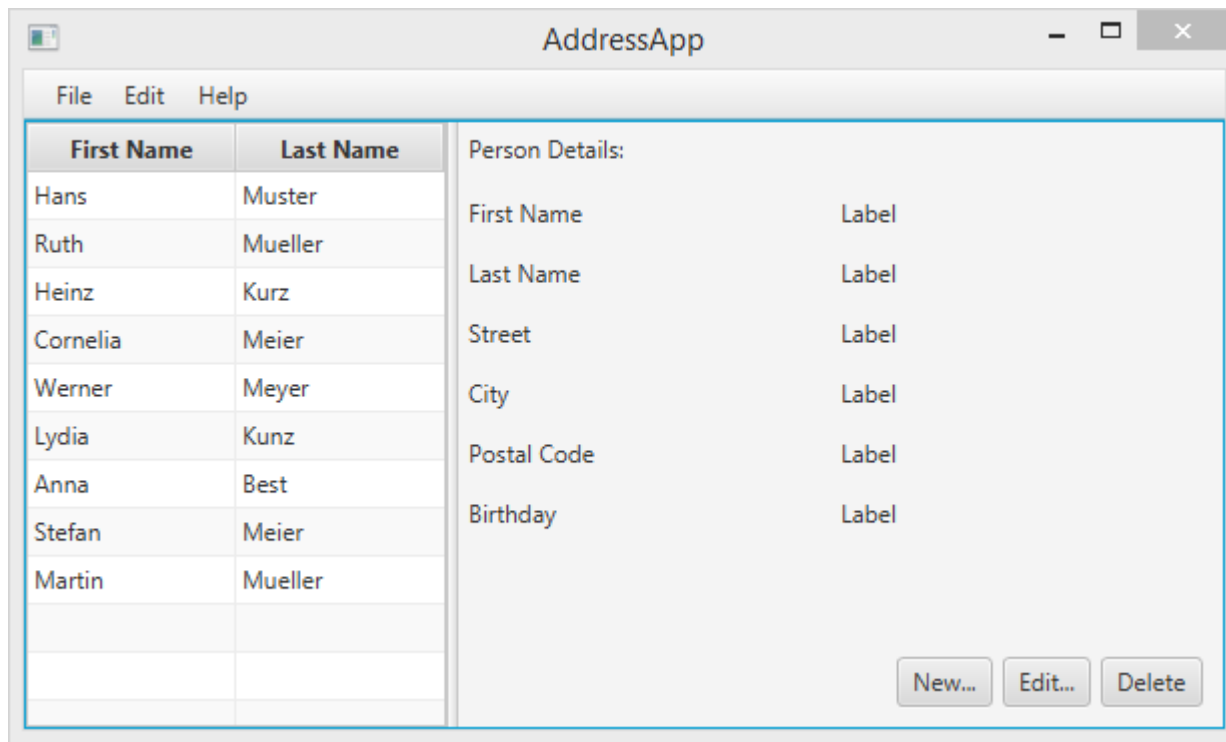 AddressApp
File Edit Help
First Name Last Name
Hans Muster
Ruth Mueller
Heinz Kurz
Cornelia Meier
Werner Meyer
Lydia Kunz
Anna Best
Stefan Meier
Martin Mueller
Person Details:
First Name Label
Last Name Label
Street Label
City Label
Postal Code Label
Birthday Label
New... Edit... Delete